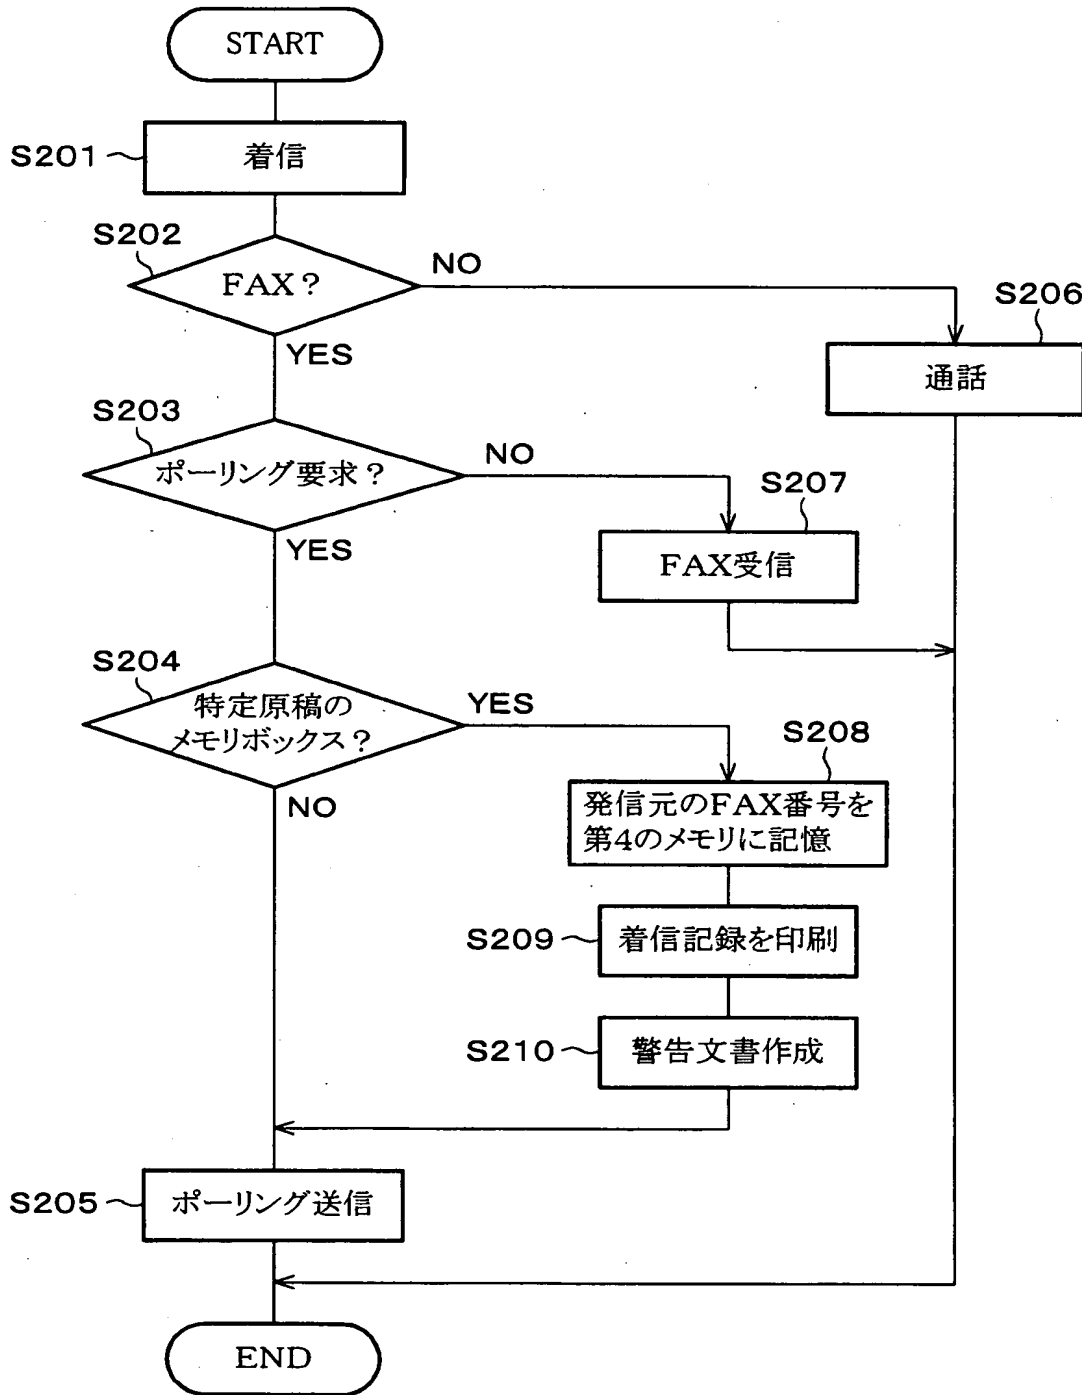 START
S201
着信
S202
FAX?
NO
YES
S206
通話
S203
ポーリング要求?
NO
YES
S207
FAX受信
S204
特定原稿の
メモリボックス?
YES
NO
S208
発信元のFAX番号を
第4のメモリに記憶
S209
着信記録を印刷
S210
警告文書作成
S205
ポーリング送信
END